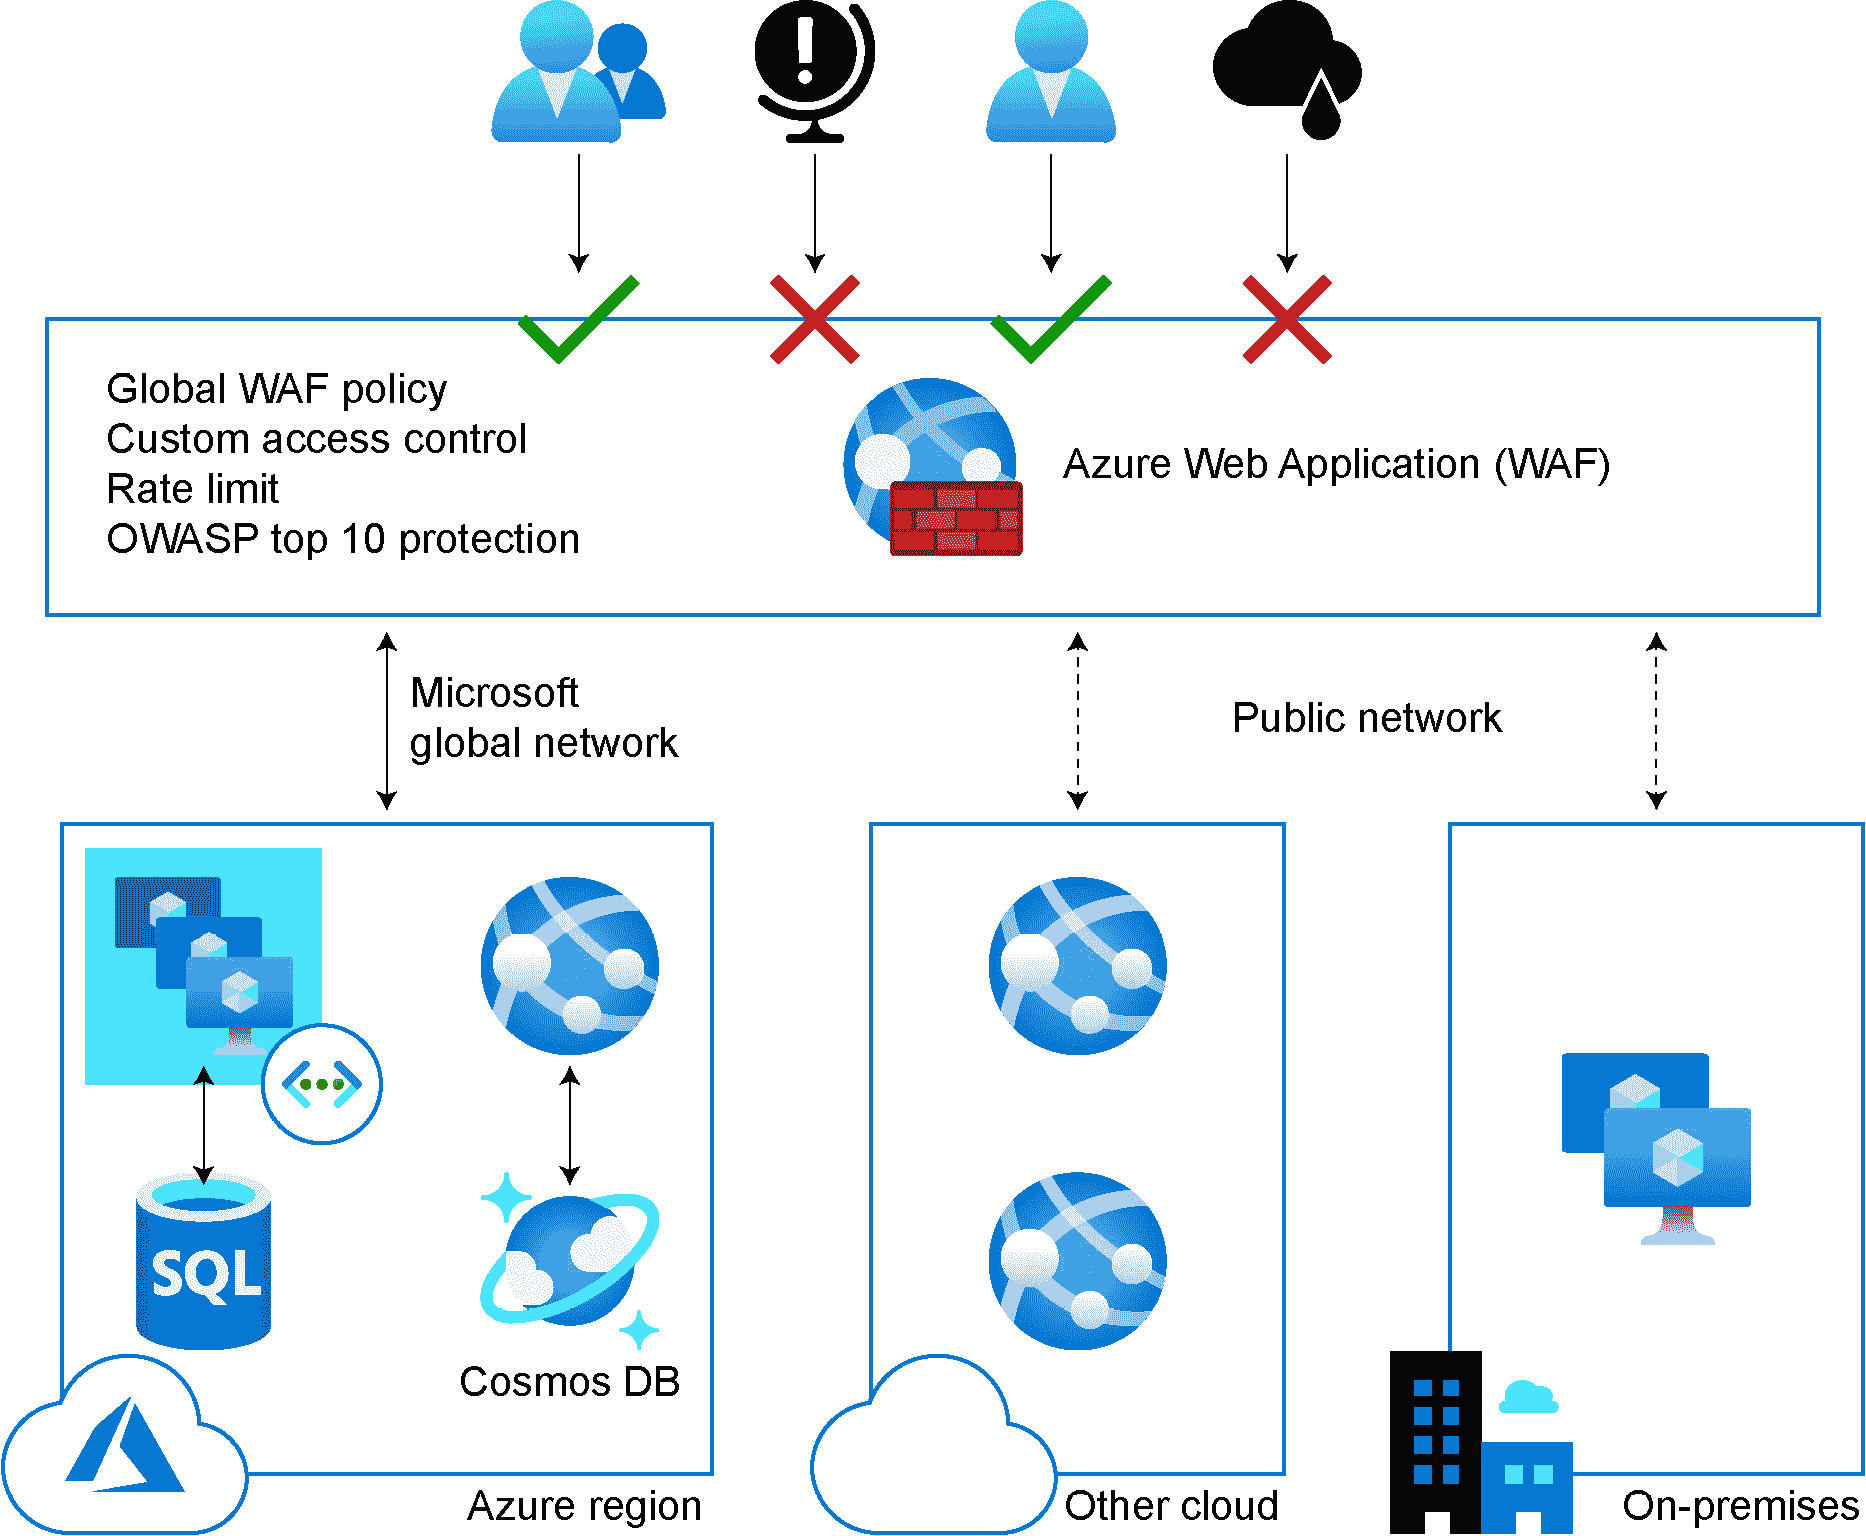 Global WAF policy
Custom access control
Rate limit
OWASP top 10 protection
Azure Web Application (WAF)
Microsoft
global network
Public network
SQL
Cosmos DB
Azure region
Other cloud
On-premises